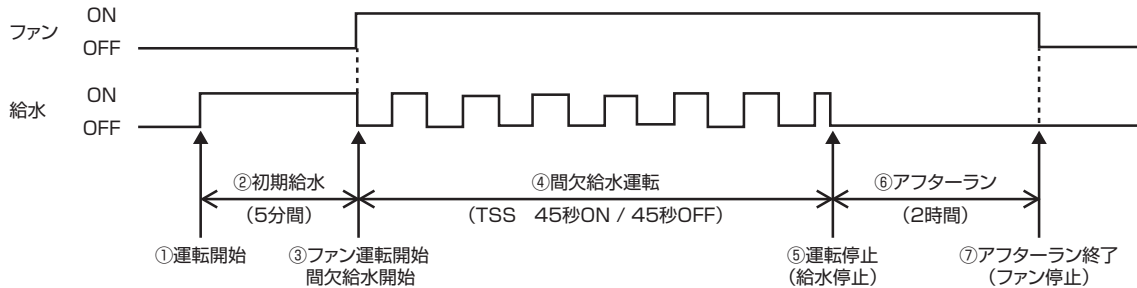 ファン
ON
OFF
給水
ON
OFF
②初期給水
(5分間)
④間欠給水運転
(TSS 45秒ON / 45秒OFF)
⑥アフターラン
(2時間)
①運転開始
③ファン運転開始
間欠給水開始
⑤運転停止
(給水停止)
⑦アフターラン終了
(ファン停止)